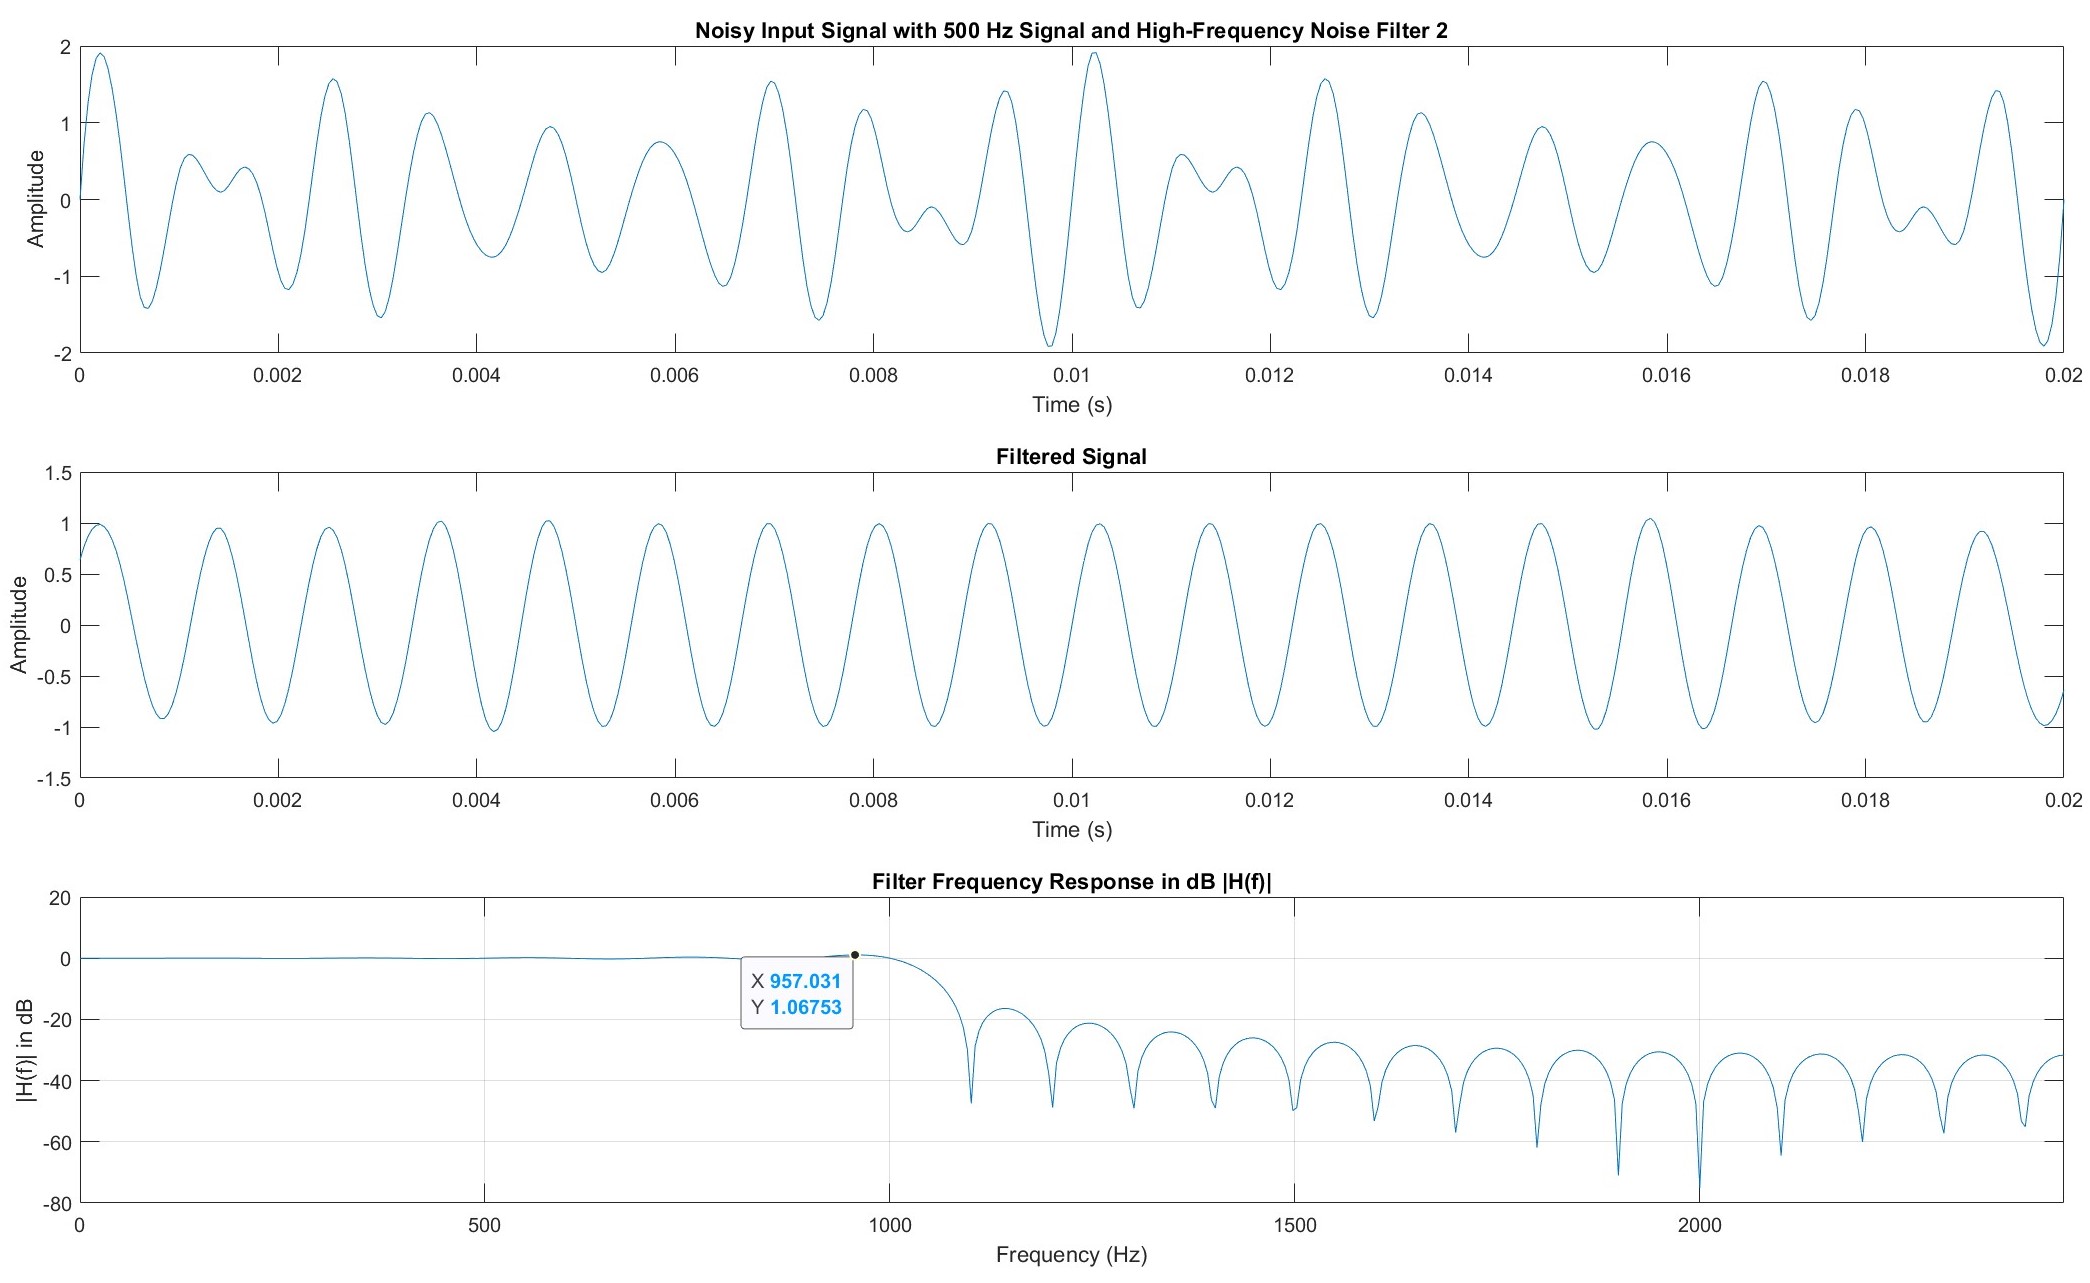 Noisy Input Signal with 500 Hz Signal and High-Frequency Noise Filter 2
2
1
0
-1
-2
Amplitude
0 0.002 0.004 0.006 0.008 0.01 0.012 0.014 0.016 0.018 0.02
Time (s)
Filtered Signal
1.5
1
0.5
0
-0.5
-1
-1.5
Amplitude
0 0.002 0.004 0.006 0.008 0.01 0.012 0.014 0.016 0.018 0.02
Time (s)
Filter Frequency Response in dB |H(f)|
20
0
-20
-40
-60
-80
|H(f)| in dB
X 957.031
Y 1.06753
0 500 1000 1500 2000
Frequency (Hz)